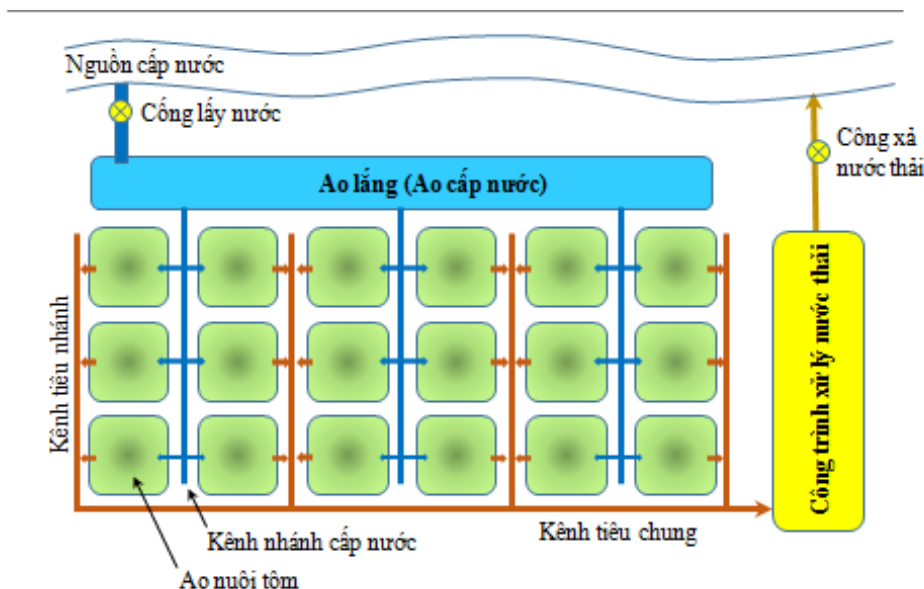 Nguồn cấp nước
Cống lấy nước
Công xả
nước thải
Ao lắng (Ao cấp nước)
Kênh tiêu nhánh
Công trình xử lý nước thải
Kênh tiêu chung
Kênh nhánh cấp nước
Ao nuôi tôm